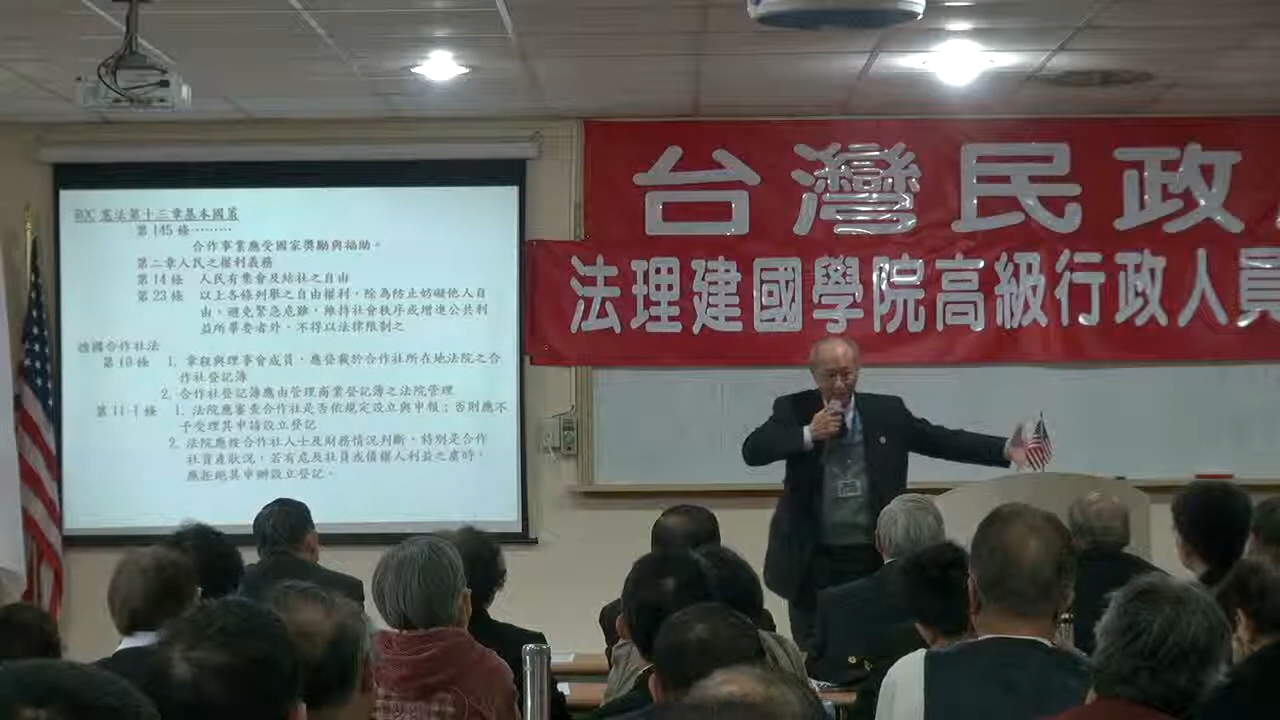 ROC 憲法第十三章基本國策
第 145 條………
合作事業應受國家獎勵與福助。
第二章人民之權利義務
第 14 條 人民有集會及結社之自由
第 23 條 以上各條列舉之自由權利，除為防止妨礙他人自
由，避免緊急危難，維持社會秩序或增進公共利
益所畢要者外，不得以法律限制之
德國合作社法
第 10 條 1. 章程與理事會成員，應登載於合作社所在地法院之合
作社登記簿
2. 合作社登記簿應由管理商業登記簿之法院管理
第 11-1 條 1. 法院應審查合作社是否依規定設立與申報；否則應不
予受理其申請設立登記
2. 法院應按合作社人士及財務情況判斷，特別是合作
社資產狀況，若有危及社員或債權人利益之虞時，
應拒絕其申辦設立登記。
台灣民政
法理建國學院高級行政人員